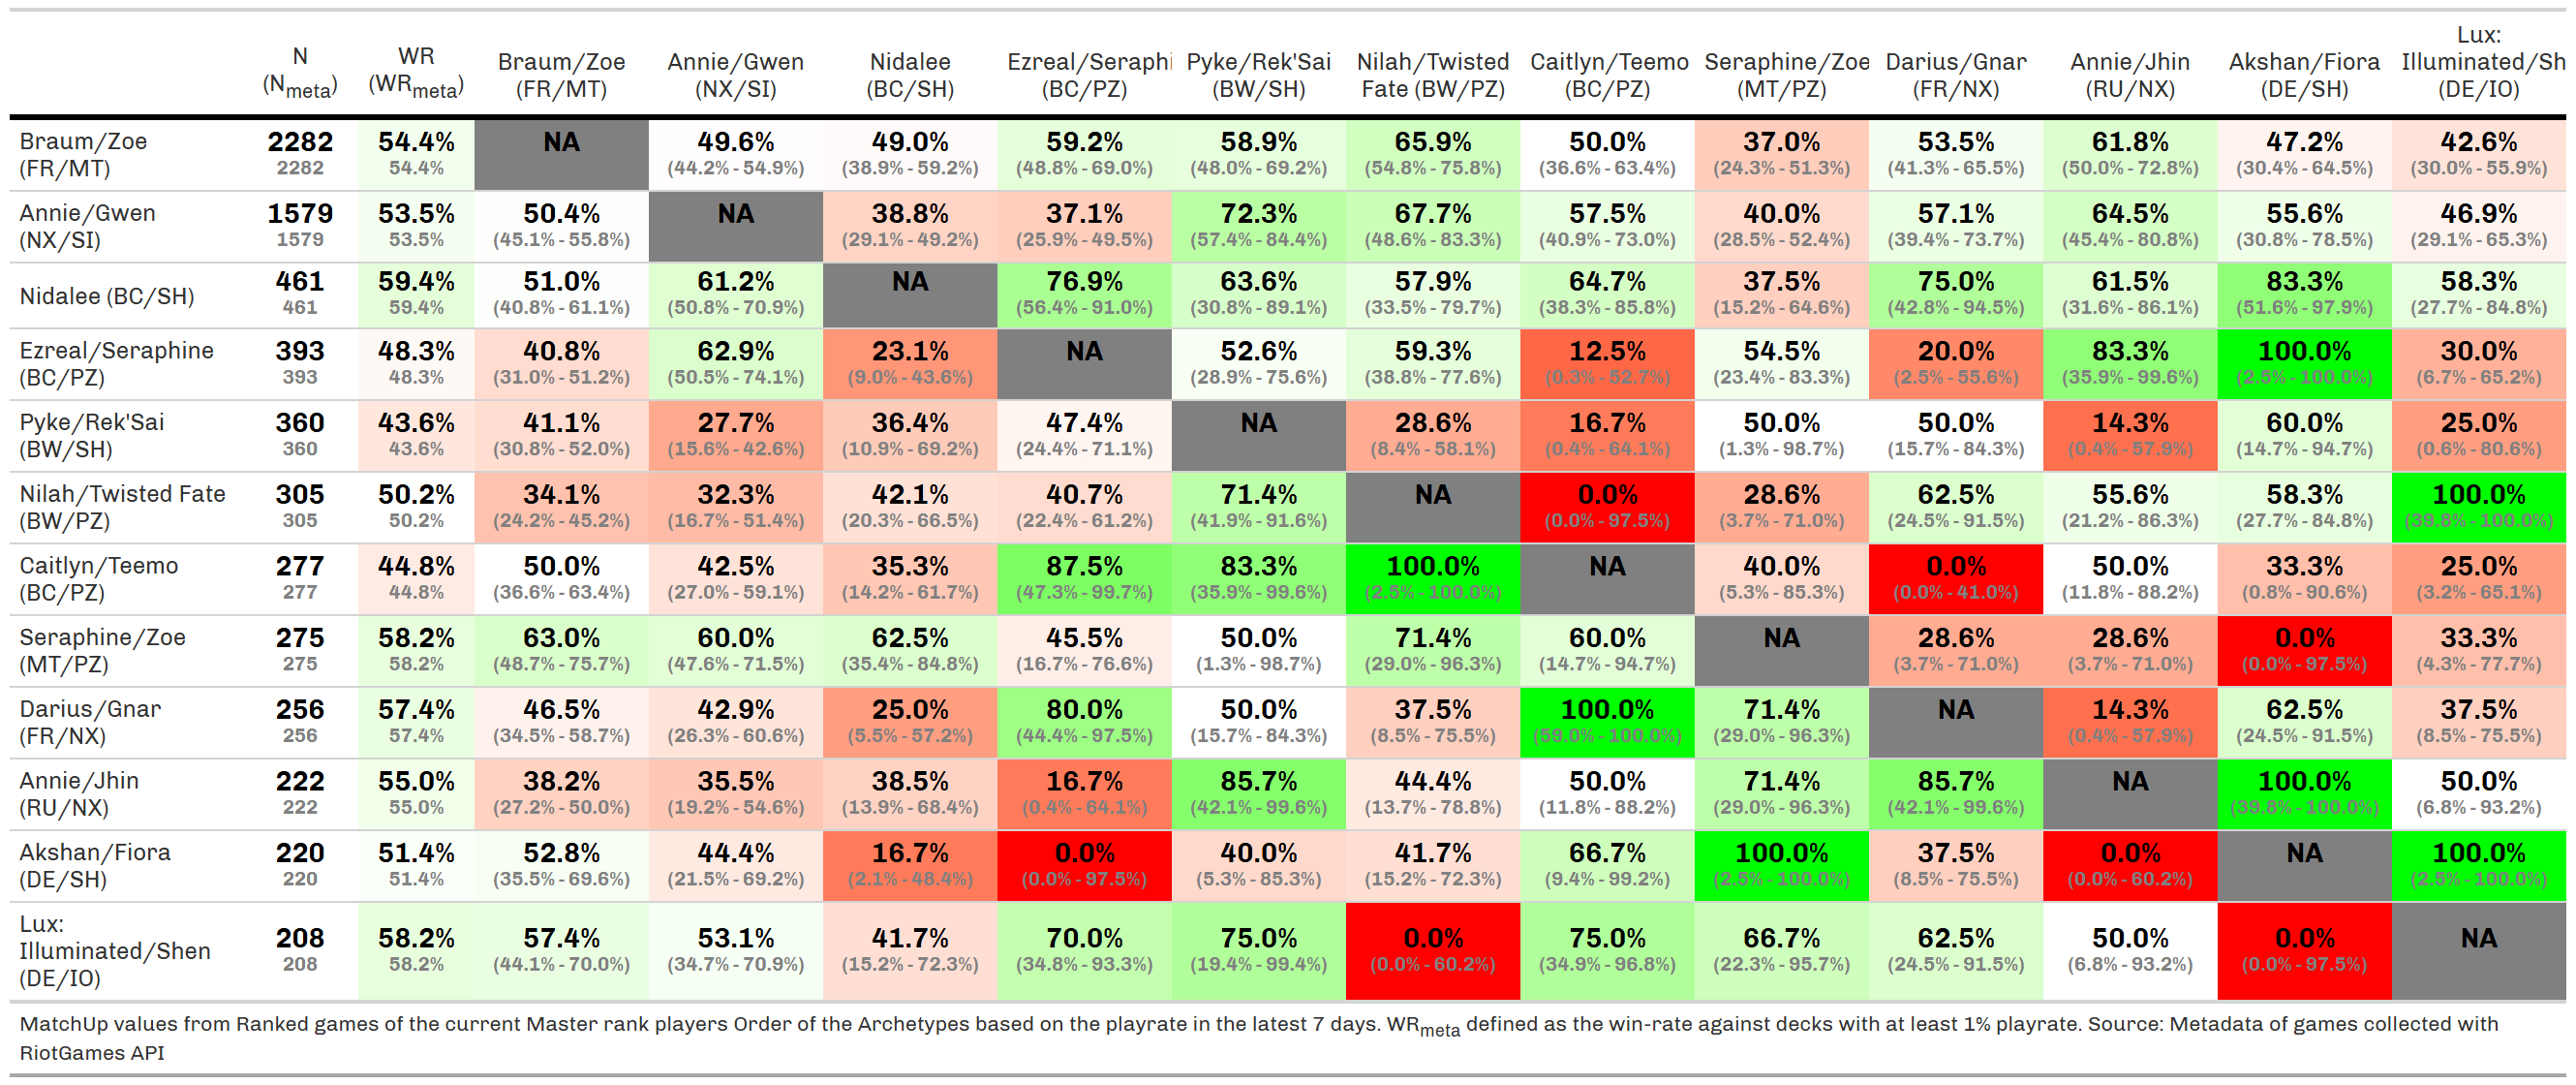 N (Nmeta) WR (WRmeta) Braum/Zoe (FR/MT) Annie/Gwen (NX/SI) Nidalee (BC/SH) Ezreal/Seraphi (BC/PZ) Pyke/Rek'Sai (BW/SH) Nilah/Twisted Fate (BW/PZ) Caitlyn/Teemo (BC/PZ) Seraphine/Zoe (MT/PZ) Darius/Gnar (FR/NX) Annie/Jhin (RU/NX) Akshan/Fiora (DE/SH) Lux: Illuminated/Sh (DE/IO)
Braum/Zoe 2282 54.4% NA 49.6% 49.0% 59.2% 58.9% 65.9% 50.0% 37.0% 53.5% 61.8% 47.2% 42.6%
(FR/MT) 2282 54.4% (44.2% - 54.9%) (38.9% - 59.2%) (48.8% - 69.0%) (48.0% - 69.2%) (54.8% - 75.8%) (36.6% - 63.4%) (24.3% - 51.3%) (41.3% - 65.5%) (50.0% - 72.8%) (30.4% - 64.5%) (30.0% - 55.9%)
Annie/Gwen 1579 53.5% 50.4% NA 38.8% 37.1% 72.3% 67.7% 57.5% 40.0% 57.1% 64.5% 55.6% 46.9%
(NX/SI) 1579 53.5% (45.1% - 55.8%) (29.1% - 49.2%) (25.9% - 49.5%) (57.4% - 84.4%) (48.6% - 83.3%) (40.9% - 73.0%) (28.5% - 52.4%) (39.4% - 73.7%) (45.4% - 80.8%) (30.8% - 78.5%) (29.1% - 65.3%)
Nidalee (BC/SH) 461 59.4% 51.0% 61.2% NA 76.9% 63.6% 57.9% 64.7% 37.5% 75.0% 61.5% 83.3% 58.3%
461 59.4% (40.8% - 61.1%) (50.8% - 70.9%) (56.4% - 91.0%) (30.8% - 89.1%) (33.5% - 79.7%) (38.3% - 85.8%) (15.2% - 64.6%) (42.8% - 94.5%) (31.6% - 86.1%) (51.6% - 97.9%) (27.7% - 84.8%)
Ezreal/Seraphine 393 48.3% 40.8% 62.9% 23.1% NA 52.6% 59.3% 12.5% 54.5% 20.0% 83.3% 100.0% 30.0%
(BC/PZ) 393 48.3% (31.0% - 51.2%) (50.5% - 74.1%) (9.0% - 43.6%) (28.9% - 75.6%) (38.8% - 77.6%) (0.3% - 52.7%) (23.4% - 83.3%) (2.5% - 55.6%) (35.9% - 99.6%) (2.5% - 100.0%) (6.7% - 65.2%)
Pyke/Rek'Sai 360 43.6% 41.1% 27.7% 36.4% 47.4% NA 28.6% 16.7% 50.0% 50.0% 14.3% 60.0% 25.0%
(BW/SH) 360 43.6% (30.8% - 52.0%) (15.6% - 42.6%) (10.9% - 69.2%) (24.4% - 71.1%) (8.4% - 58.1%) (0.4% - 64.1%) (1.3% - 98.7%) (15.7% - 84.3%) (0.4% - 57.9%) (14.7% - 94.7%) (0.6% - 80.6%)
Nilah/Twisted Fate 305 50.2% 34.1% 32.3% 42.1% 40.7% 71.4% NA 0.0% 28.6% 62.5% 55.6% 58.3% 100.0%
(BW/PZ) 305 50.2% (24.2% - 45.2%) (16.7% - 51.4%) (20.3% - 66.5%) (22.4% - 61.2%) (41.9% - 91.6%) (0.0% - 97.5%) (3.7% - 71.0%) (24.5% - 91.5%) (21.2% - 86.3%) (27.7% - 84.8%) (39.8% - 100.0%)
Caitlyn/Teemo 277 44.8% 50.0% 42.5% 35.3% 87.5% 83.3% 100.0% NA 40.0% 0.0% 50.0% 33.3% 25.0%
(BC/PZ) 277 44.8% (36.6% - 63.4%) (27.0% - 59.1%) (14.2% - 61.7%) (47.3% - 99.7%) (35.9% - 99.6%) (2.5% - 100.0%) (5.3% - 85.3%) (0.0% - 41.0%) (11.8% - 88.2%) (0.8% - 90.6%) (3.2% - 65.1%)
Seraphine/Zoe 275 58.2% 63.0% 60.0% 62.5% 45.5% 50.0% 71.4% 60.0% NA 28.6% 28.6% 0.0% 33.3%
(MT/PZ) 275 58.2% (48.7% - 75.7%) (47.6% - 71.5%) (35.4% - 84.8%) (16.7% - 76.6%) (1.3% - 98.7%) (29.0% - 96.3%) (14.7% - 94.7%) (3.7% - 71.0%) (3.7% - 71.0%) (0.0% - 97.5%) (4.3% - 77.7%)
Darius/Gnar 256 57.4% 46.5% 42.9% 25.0% 80.0% 50.0% 37.5% 100.0% 71.4% NA 14.3% 62.5% 37.5%
(FR/NX) 256 57.4% (34.5% - 58.7%) (26.3% - 60.6%) (5.5% - 57.2%) (44.4% - 97.5%) (15.7% - 84.3%) (8.5% - 75.5%) (59.0% - 100.0%) (29.0% - 96.3%) (0.4% - 57.9%) (24.5% - 91.5%) (8.5% - 75.5%)
Annie/Jhin 222 55.0% 38.2% 35.5% 38.5% 16.7% 85.7% 44.4% 50.0% 71.4% 85.7% NA 100.0% 50.0%
(RU/NX) 222 55.0% (27.2% - 50.0%) (19.2% - 54.6%) (13.9% - 68.4%) (0.4% - 64.1%) (42.1% - 99.6%) (13.7% - 78.8%) (11.8% - 88.2%) (29.0% - 96.3%) (42.1% - 99.6%) (39.8% - 100.0%) (6.8% - 93.2%)
Akshan/Fiora 220 51.4% 52.8% 44.4% 16.7% 0.0% 40.0% 41.7% 66.7% 100.0% 37.5% 0.0% NA 100.0%
(DE/SH) 220 51.4% (35.5% - 69.6%) (21.5% - 69.2%) (2.1% - 48.4%) (0.0% - 97.5%) (5.3% - 85.3%) (15.2% - 72.3%) (9.4% - 99.2%) (2.5% - 100.0%) (8.5% - 75.5%) (0.0% - 60.2%) (2.5% - 100.0%)
Lux:
Illuminated/Shen 208 58.2% 57.4% 53.1% 41.7% 70.0% 75.0% 0.0% 75.0% 66.7% 62.5% 50.0% 0.0% NA
(DE/IO) 208 58.2% (44.1% - 70.0%) (34.7% - 70.9%) (15.2% - 72.3%) (34.8% - 93.3%) (19.4% - 99.4%) (0.0% - 60.2%) (34.9% - 96.8%) (22.3% - 95.7%) (24.5% - 91.5%) (6.8% - 93.2%) (0.0% - 97.5%)
MatchUp values from Ranked games of the current Master rank players Order of the Archetypes based on the playrate in the latest 7 days. WRmeta defined as the win-rate against decks with at least 1% playrate. Source: Metadata of games collected with
RiotGames API